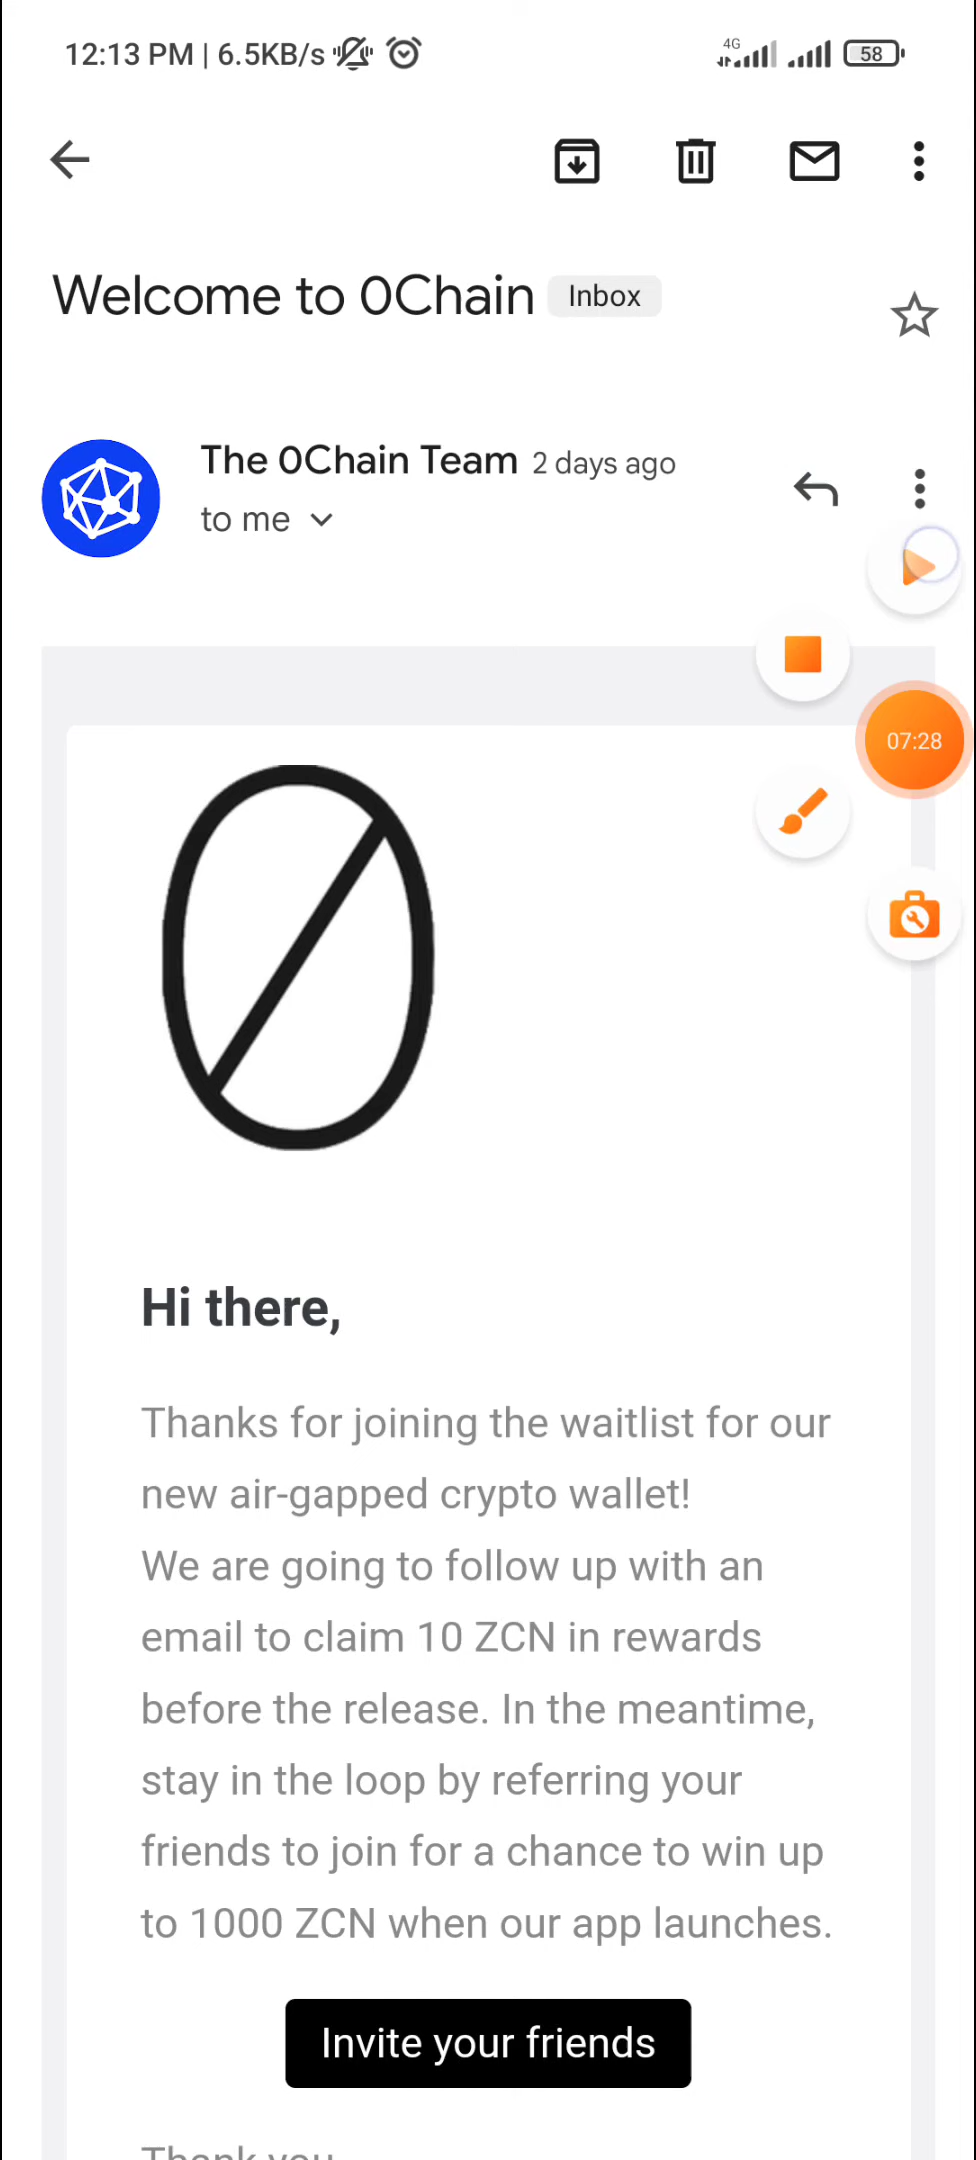 12:13 PM | 6.5KB/s
4G
58
Welcome to 0Chain Inbox
The 0Chain Team 2 days ago
to me
07:28
Hi there,
Thanks for joining the waitlist for our
new air-gapped crypto wallet!
We are going to follow up with an
email to claim 10 ZCN in rewards
before the release. In the meantime,
stay in the loop by referring your
friends to join for a chance to win up
to 1000 ZCN when our app launches.
Invite your friends
Thank you